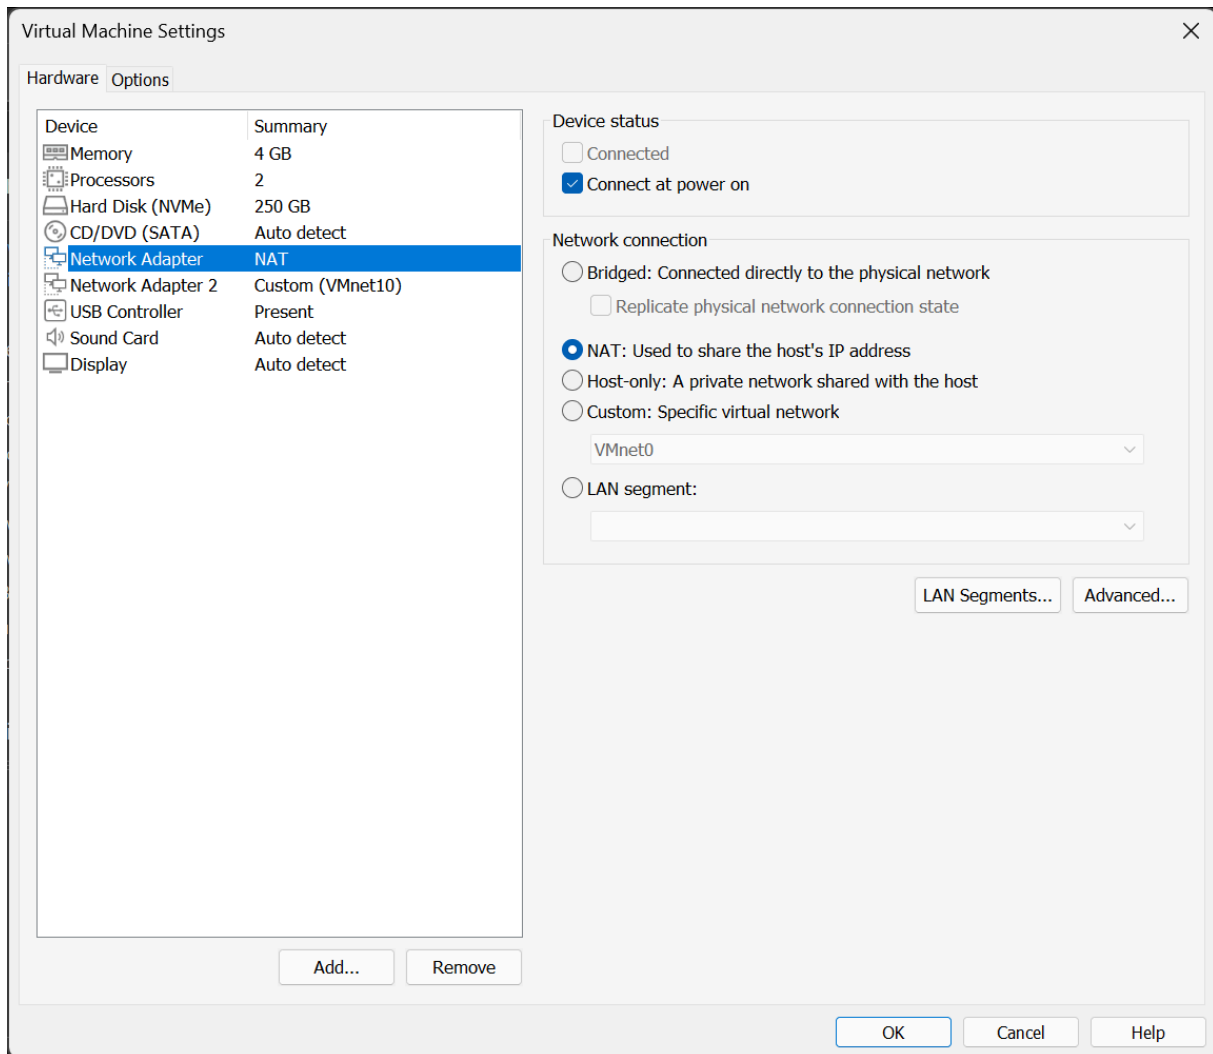 Virtual Machine Settings
Hardware Options
Device Summary
Memory 4 GB
Processors 2
Hard Disk (NVMe) 250 GB
CD/DVD (SATA) Auto detect
Network Adapter NAT
Network Adapter 2 Custom (VMnet10)
USB Controller Present
Sound Card Auto detect
Display Auto detect
Add... Remove
Device status
Connected
Connect at power on
Network connection
Bridged: Connected directly to the physical network
Replicate physical network connection state
NAT: Used to share the host's IP address
Host-only: A private network shared with the host
Custom: Specific virtual network
VMnet0
LAN segment:
LAN Segments... Advanced...
OK Cancel Help